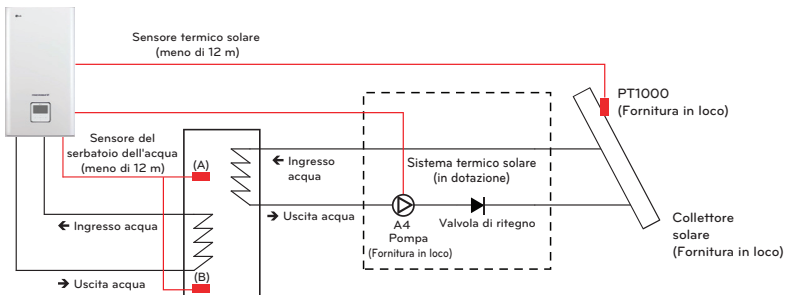 Sensore termico solare
(meno di 12 m)
PT1000
(Fornitura in loco)
Sensore del
serbatoio dell'acqua
(meno di 12 m)
(A)
← Ingresso
acqua
Sistema termico solare
(in dotazione)
→ Uscita acqua
A4
Pompa
(Fornitura in loco)
Valvola di ritegno
Collettore
solare
(Fornitura in loco)
← Ingresso acqua
(B)
→ Uscita acqua